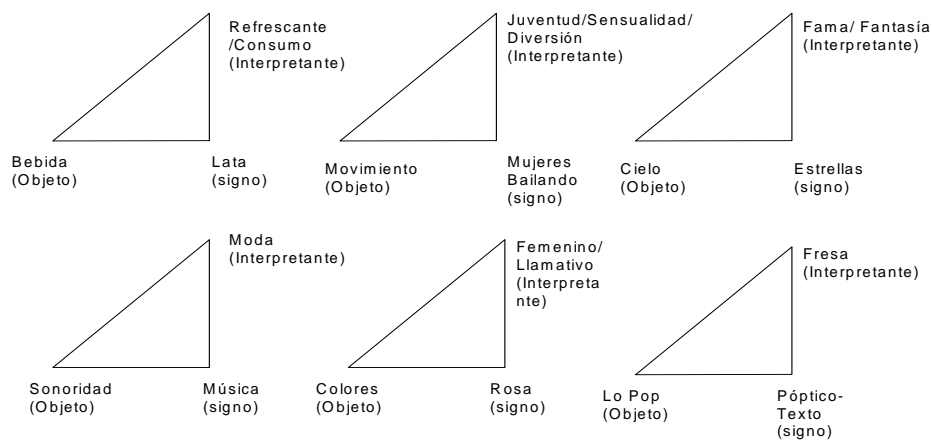 Refrescante
/Consumo
(Interpretante)
Bebida
(Objeto)
Lata
(signo)
Juventud/Sensualidad/
Diversión
(Interpretante)
Movimiento
(Objeto)
Mujeres
Bailando
(signo)
Fama/ Fantasía
(Interpretante)
Cielo
(Objeto)
Estrellas
(signo)
Moda
(Interpretante)
Sonoridad
(Objeto)
Música
(signo)
Femenino/
Llamativo
(Interpreta
nte)
Colores
(Objeto)
Rosa
(signo)
Fresa
(Interpretante)
Lo Pop
(Objeto)
Póptico-
Texto
(signo)